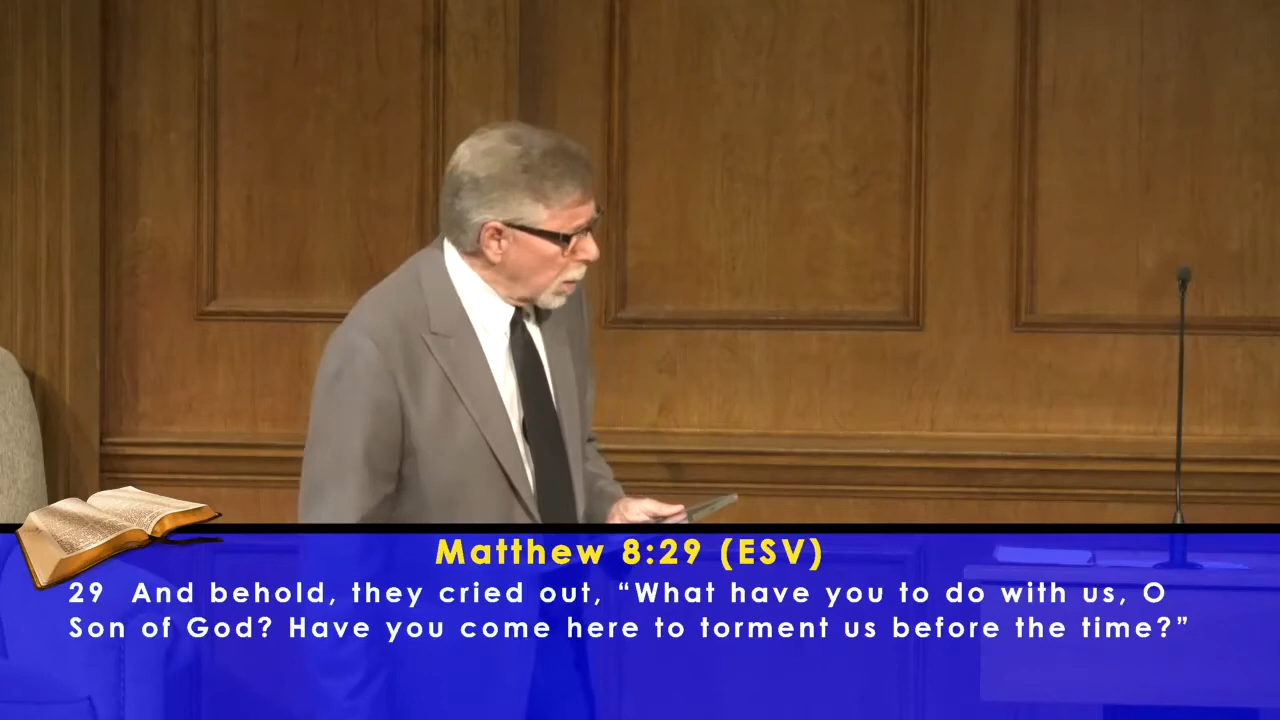 Matthew 8:29 (ESV)
29 And behold, they cried out, “What have you to do with us, O
Son of God? Have you come here to torment us before the time?”